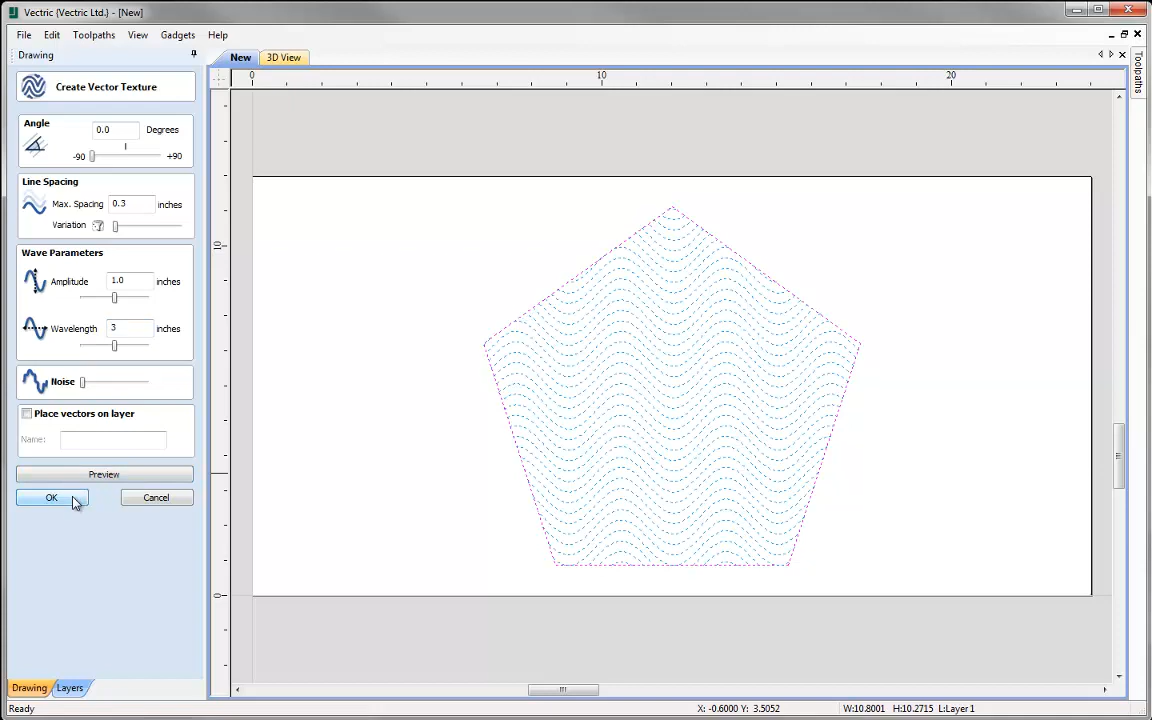 Vectric {Vectric Ltd.} - [New]
File Edit Toolpaths View Gadgets Help
Drawing
New 3D View
Create Vector Texture
0 10 20
Angle
0.0 Degrees
-90 +90
Line Spacing
Max. Spacing 0.3 inches
Variation
Wave Parameters
Amplitude 1.0 inches
Wavelength 3 inches
Noise
Place vectors on layer
Name:
Preview
OK Cancel
10
0
Toolpaths
Drawing Layers
Ready X: -0.6000 Y: 3.5052 W:10.8001 H:10.2715 L:Layer 1